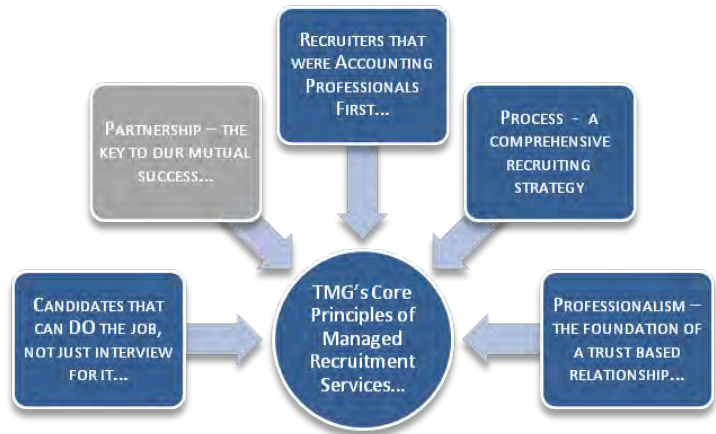 RECRUITERS THAT
WERE ACCOUNTING
PROFESSIONALS
FIRST...
PARTNERSHIP – THE
KEY TO OUR MUTUAL
SUCCESS...
PROCESS - A
COMPREHENSIVE
RECRUITING
STRATEGY
CANDIDATES THAT
CAN DO THE JOB,
NOT JUST INTERVIEW
FOR IT...
TMG's Core
Principles of
Managed
Recruitment
Services...
PROFESSIONALISM –
THE FOUNDATION OF
A TRUST BASED
RELATIONSHIP...